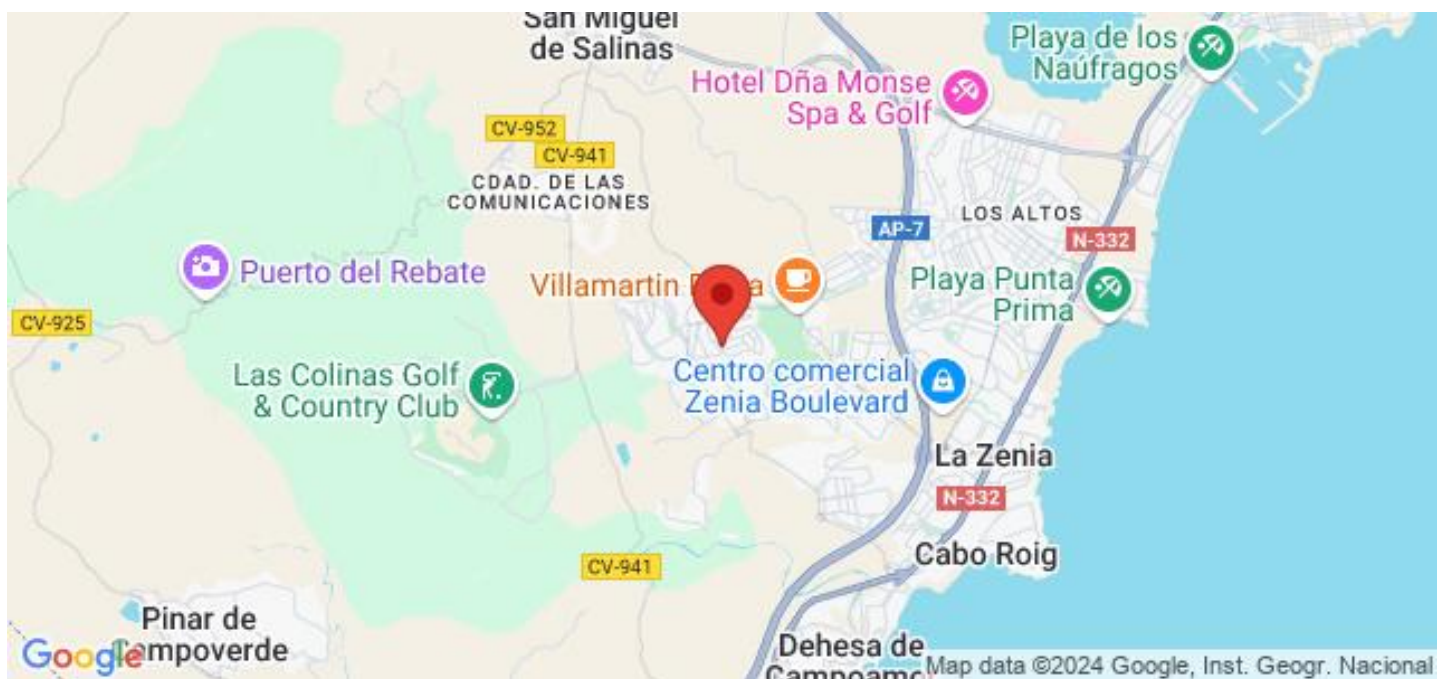 San Miguel
de Salinas
Playa de los
Naúfragos
Hotel Dña Monse
Spa & Golf
CV-952
CV-941
CDAD. DE LAS
COMUNICACIONES
LOS ALTOS
AP-7
N-332
Puerto del Rebate
Villamartin
Playa Punta
Prima
CV-925
Las Colinas Golf
& Country Club
Centro comercial
Zenia Boulevard
La Zenia
N-332
Cabo Roig
CV-941
Pinar de
Campoverde
Dehesa de
Campoamor
Google
Map data ©2024 Google, Inst. Geogr. Nacional